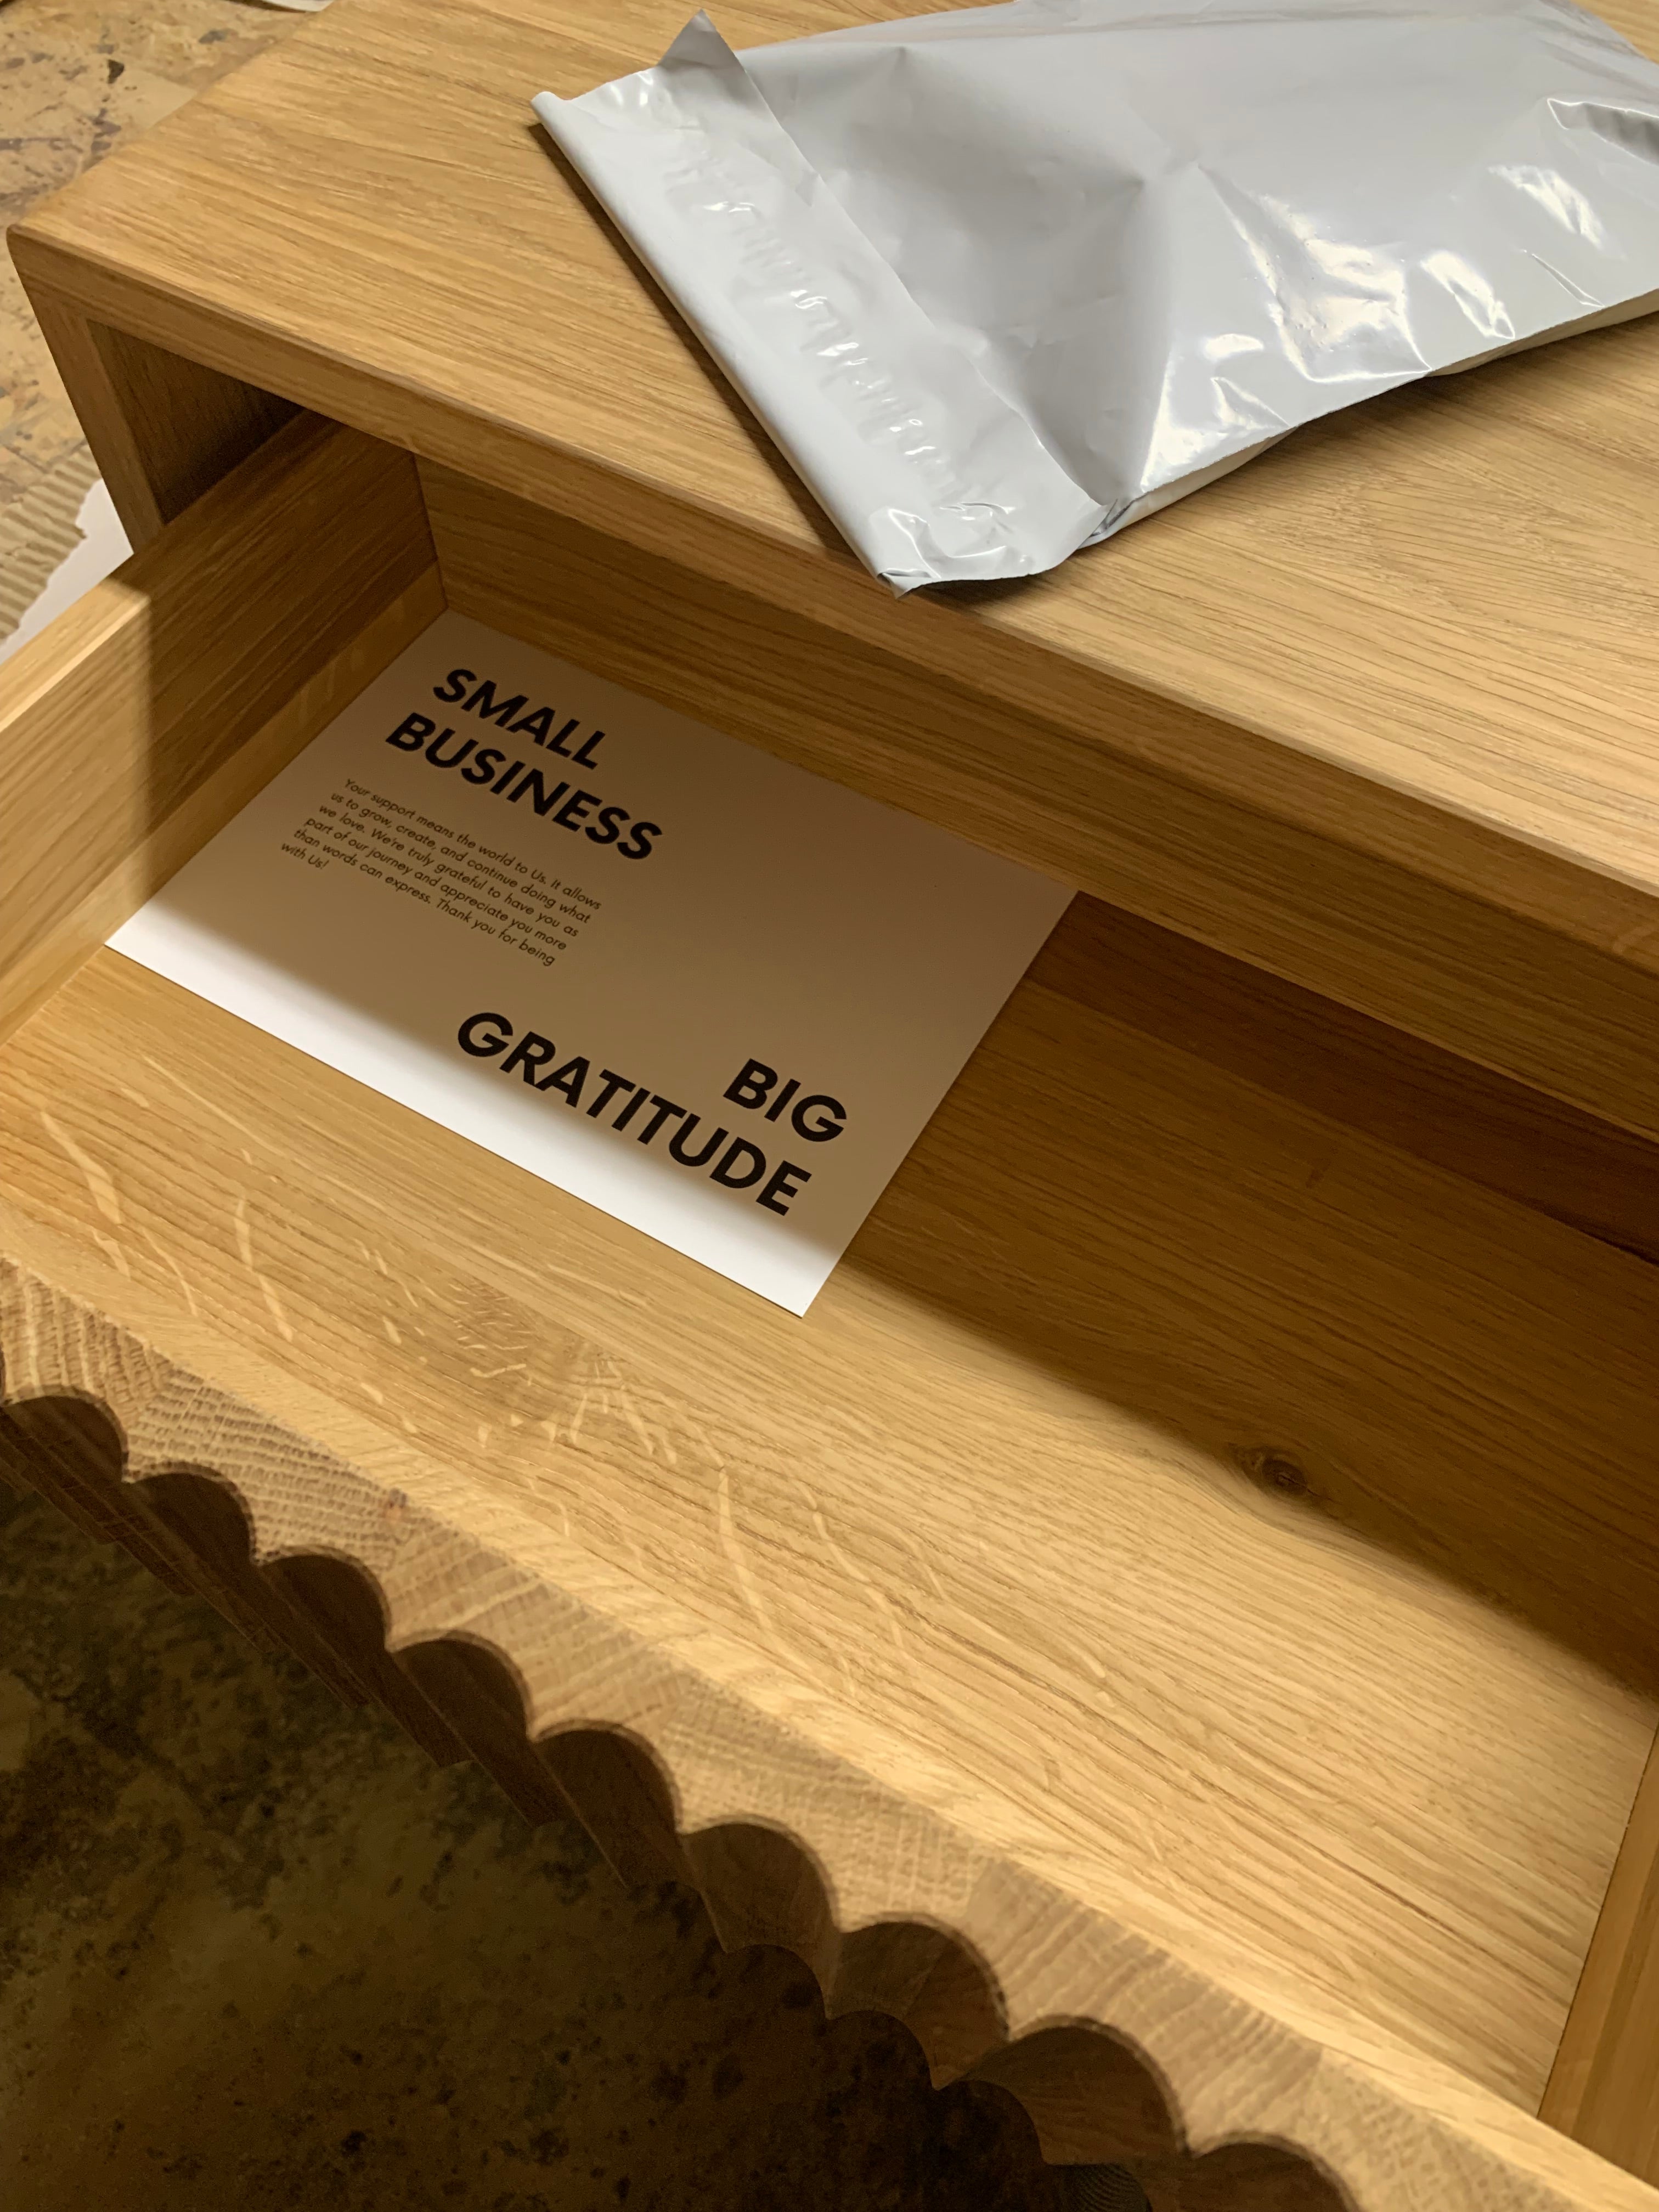 SMALL
BUSINESS
Your support means the world to Us. It allows
us to grow, create, and continue doing what
we love. We're truly grateful to have you as
part of our journey and appreciate you more
than words can express. Thank you for being
with Us!
BIG
GRATITUDE